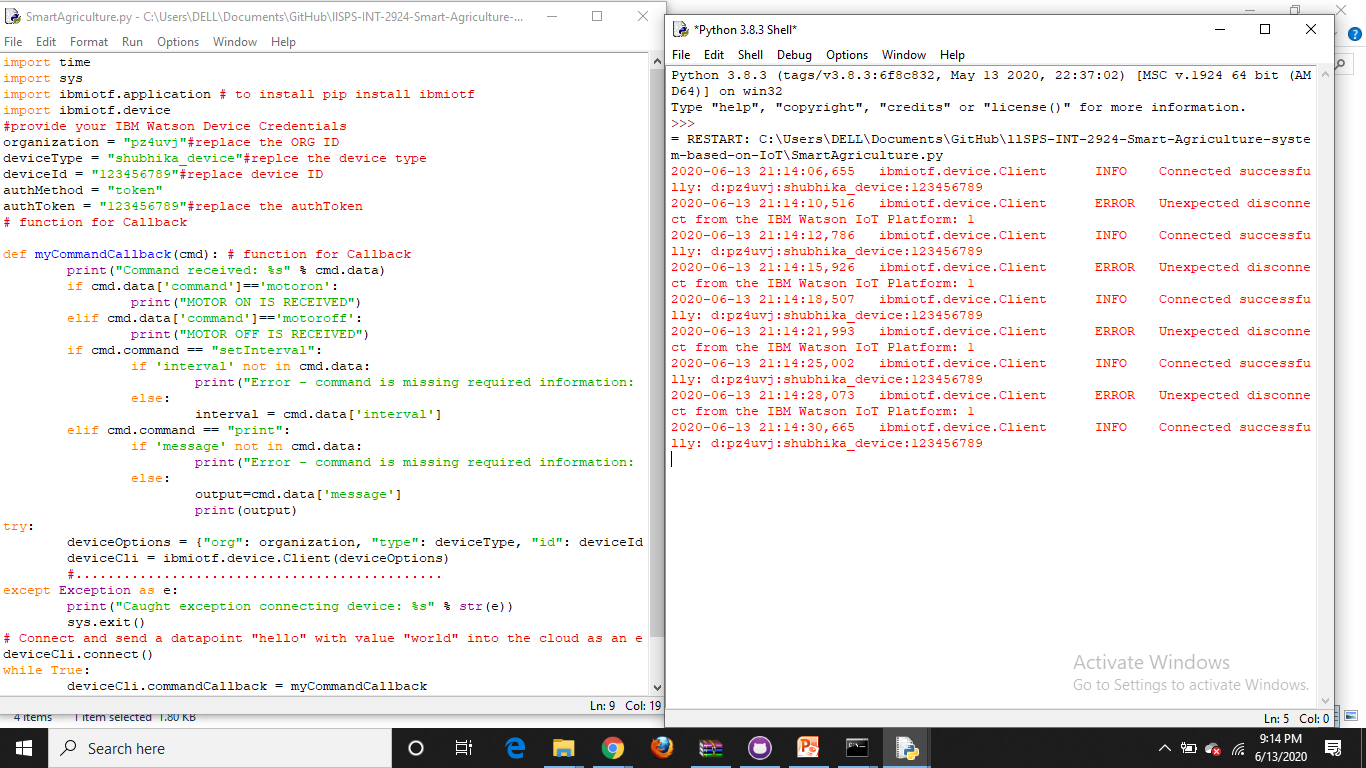 SmartAgriculture.py - C:\Users\DELL\Documents\GitHub\llSPS-INT-2924-Smart-Agriculture-...
File Edit Format Run Options Window Help
import time
import sys
import ibmiotf.application # to install pip install ibmiotf
import ibmiotf.device
#provide your IBM Watson Device Credentials
organization = "pz4uvj"#replace the ORG ID
deviceType = "shubhika_device"#replce the device type
deviceId = "123456789"#replace device ID
authMethod = "token"
authToken = "123456789"#replace the authToken
# function for Callback
def myCommandCallback(cmd): # function for Callback
print("Command received: %s" % cmd.data)
if cmd.data['command']=='motoron':
print("MOTOR ON IS RECEIVED")
elif cmd.data['command']=='motoroff':
print("MOTOR OFF IS RECEIVED")
if cmd.command == "setInterval":
if 'interval' not in cmd.data:
print("Error - command is missing required information:
else:
interval = cmd.data['interval']
elif cmd.command == "print":
if 'message' not in cmd.data:
print("Error - command is missing required information:
else:
output=cmd.data['message']
print(output)
try:
deviceOptions = {"org": organization, "type": deviceType, "id": deviceId
deviceCli = ibmiotf.device.Client(deviceOptions)
#..............................................
except Exception as e:
print("Caught exception connecting device: %s" % str(e))
sys.exit()
# Connect and send a datapoint "hello" with value "world" into the cloud as an e
deviceCli.connect()
while True:
deviceCli.commandCallback = myCommandCallback
Ln: 9 Col: 19
4 items 1 item selected 1.80 KB
*Python 3.8.3 Shell*
File Edit Shell Debug Options Window Help
Python 3.8.3 (tags/v3.8.3:6f8c832, May 13 2020, 22:37:02) [MSC v.1924 64 bit (AM
D64)] on win32
Type "help", "copyright", "credits" or "license()" for more information.
>>>
= RESTART: C:\Users\DELL\Documents\GitHub\llSPS-INT-2924-Smart-Agriculture-syste
m-based-on-IoT\SmartAgriculture.py
2020-06-13 21:14:06,655 ibmiotf.device.Client INFO Connected successfu
lly: d:pz4uvj:shubhika_device:123456789
2020-06-13 21:14:10,516 ibmiotf.device.Client ERROR Unexpected disconne
ct from the IBM Watson IoT Platform: 1
2020-06-13 21:14:12,786 ibmiotf.device.Client INFO Connected successfu
lly: d:pz4uvj:shubhika_device:123456789
2020-06-13 21:14:15,926 ibmiotf.device.Client ERROR Unexpected disconne
ct from the IBM Watson IoT Platform: 1
2020-06-13 21:14:18,507 ibmiotf.device.Client INFO Connected successfu
lly: d:pz4uvj:shubhika_device:123456789
2020-06-13 21:14:21,993 ibmiotf.device.Client ERROR Unexpected disconne
ct from the IBM Watson IoT Platform: 1
2020-06-13 21:14:25,002 ibmiotf.device.Client INFO Connected successfu
lly: d:pz4uvj:shubhika_device:123456789
2020-06-13 21:14:28,073 ibmiotf.device.Client ERROR Unexpected disconne
ct from the IBM Watson IoT Platform: 1
2020-06-13 21:14:30,665 ibmiotf.device.Client INFO Connected successfu
lly: d:pz4uvj:shubhika_device:123456789
Activate Windows
Go to Settings to activate Windows.
Ln: 5 Col: 0
Search here
9:14 PM
6/13/2020